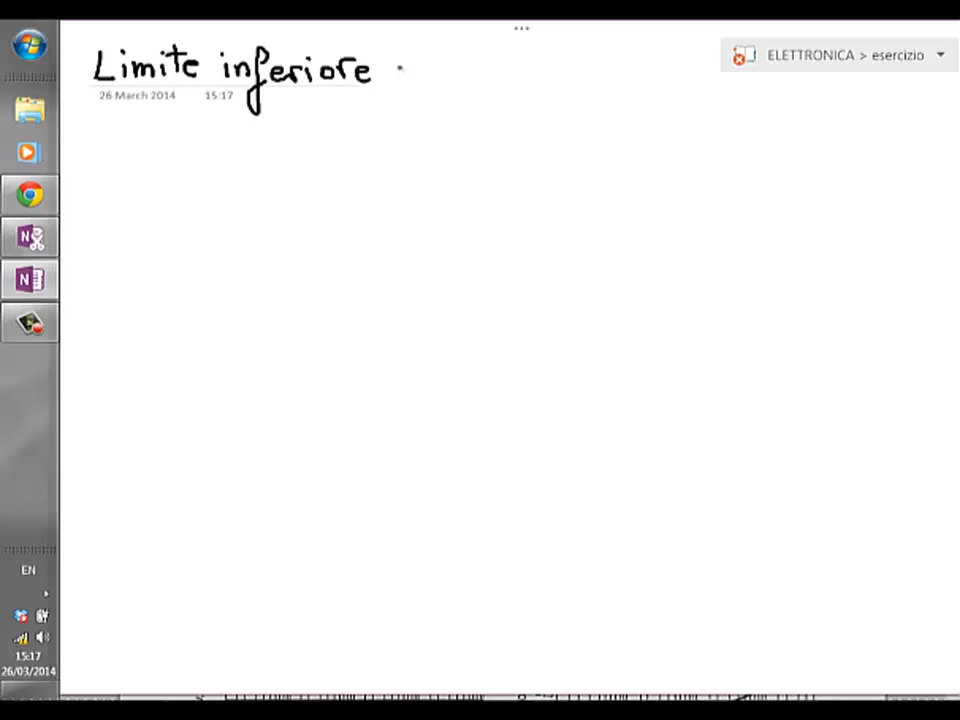 Limite inferiore
ELETTRONICA > esercizio
26 March 2014 15:17
EN
15:17
26/03/2014